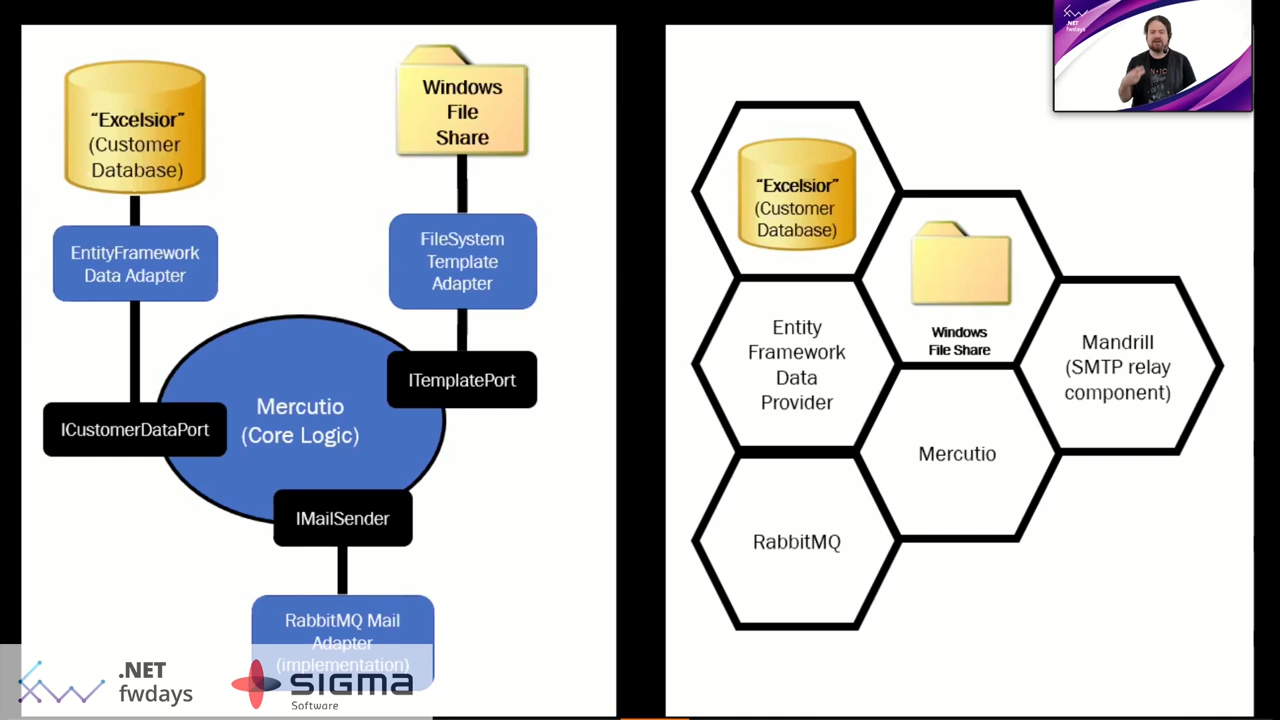 “Excelsior”
(Customer
Database)
Windows
File
Share
EntityFramework
Data Adapter
FileSystem
Template
Adapter
ITemplatePort
ICustomerDataPort
Mercutio
(Core Logic)
IMailSender
RabbitMQ Mail
Adapter
(implementation)
.NET
fwdays
SIGMA
Software
“Excelsior”
(Customer
Database)
Windows
File Share
Entity
Framework
Data
Provider
Mandrill
(SMTP relay
component)
Mercutio
RabbitMQ
.NET
fwdays